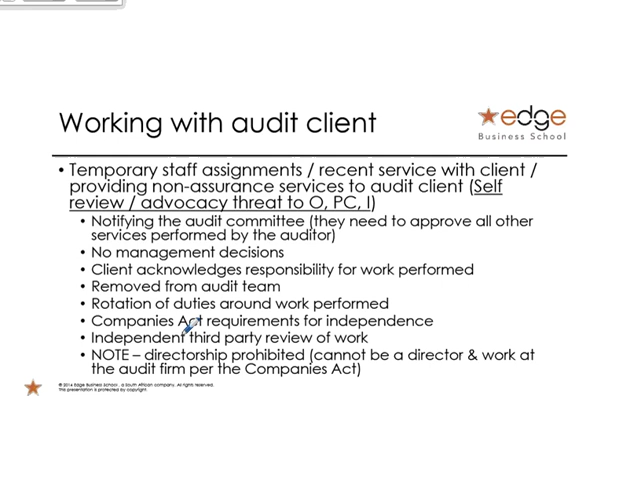 Working with audit client
edge
Business School
• Temporary staff assignments / recent service with client /
providing non-assurance services to audit client (Self
review / advocacy threat to O, PC, I)
• Notifying the audit committee (they need to approve all other
services performed by the auditor)
• No management decisions
• Client acknowledges responsibility for work performed
• Removed from audit team
• Rotation of duties around work performed
• Companies Act requirements for independence
• Independent third party review of work
• NOTE – directorship prohibited (cannot be a director & work at
the audit firm per the Companies Act)
© 2016 Edge Business School, a South African company. All rights reserved.
This presentation is protected by copyright.